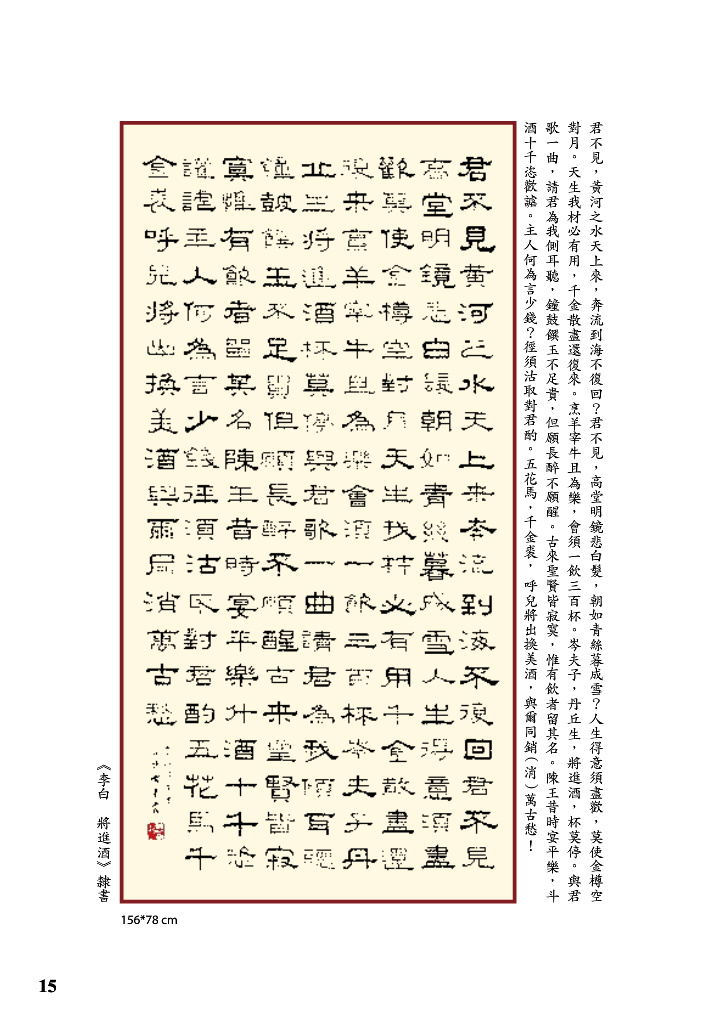 君不見，黃河之水天上來，奔流到海不復回？君不見，高堂明鏡悲白髮，朝如青絲暮成雪？人生得意須盡歡，莫使金樽空
對月。天生我材必有用，千金散盡還復來。烹羊宰牛且為樂，會須一飲三百杯。岑夫子，丹丘生，將進酒，杯莫停。與君
歌一曲，請君為我側耳聽，鐘鼓饌玉不足貴，但願長醉不願醒。古來聖賢皆寂寞，惟有飲者留其名。陳王昔時宴平樂，斗
酒十千恣歡謔。主人何為言少錢？徑須沽取對君酌。五花馬，千金裘，呼兒將出換美酒，與爾同銷(消)萬古愁！
君不見黃河之水天上来奔流到海不復回君不見
高堂明鏡悲白髮朝如青絲暮成雪人生得意須盡
歡莫使金樽空對月天生我材必有用千金散盡還
復来烹羊宰牛且為樂會須一飲三百杯岑夫子丹
丘生將進酒杯莫停與君歌一曲請君為我傾耳聽
鐘鼓饌玉不足貴但願長醉不願醒古来聖賢皆寂
寞惟有飲者留其名陳王昔時宴平樂什酒十千恣
讙謔主人何為言少錢徑須沽取對君酌五花馬千
金裘呼兒將出換美酒與爾同消萬古愁
《李白　將進酒》隸書
156*78 cm
15